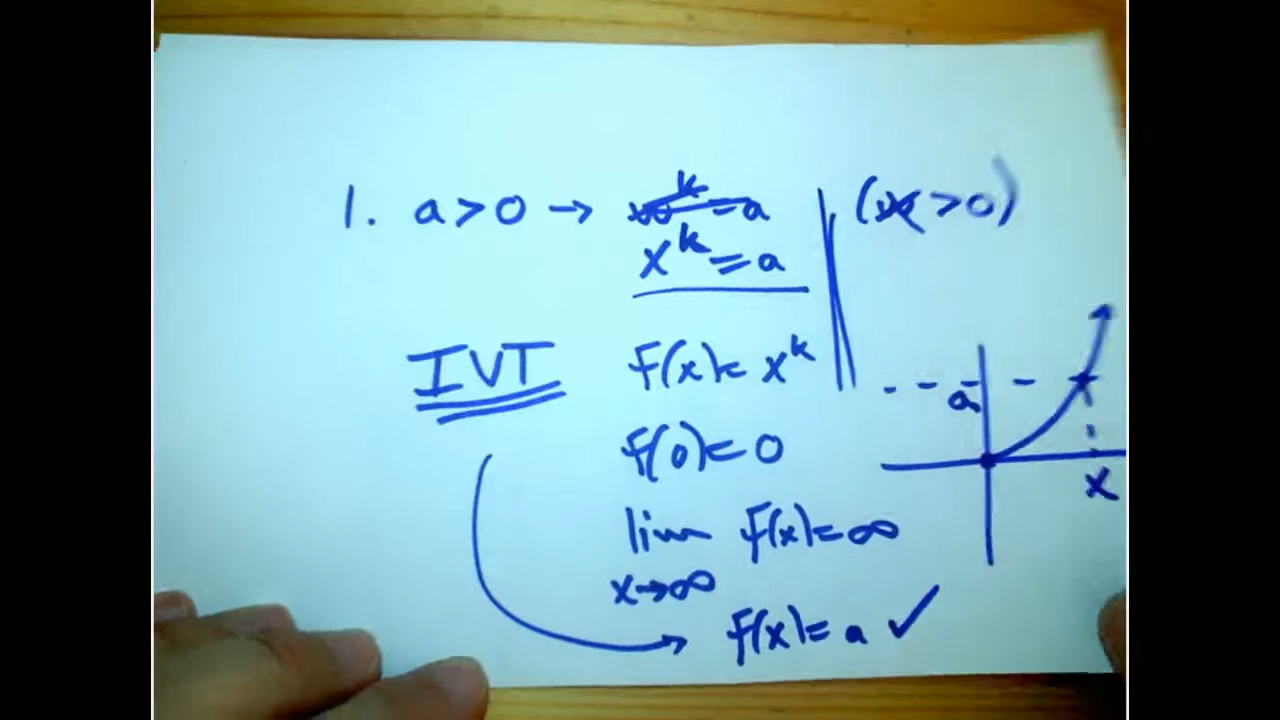 1. a > 0 → x^k = a (x > 0)
x^k = a
IVT f(x) = x^k
a
f(0) = 0
x
lim f(x) = ∞
x→∞
f(x) = a ✓